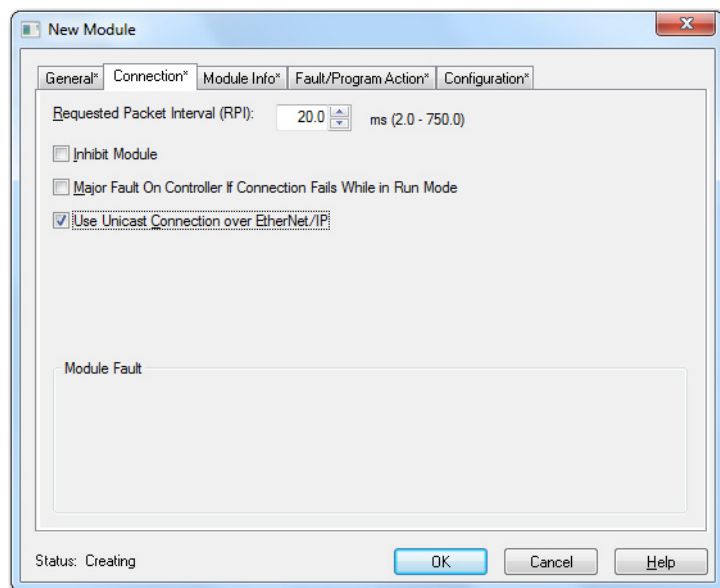 New Module
General* Connection* Module Info* Fault/Program Action* Configuration*
Requested Packet Interval (RPI): 20.0 ms (2.0 - 750.0)
Inhibit Module
Major Fault On Controller If Connection Fails While in Run Mode
Use Unicast Connection over EtherNet/IP
Module Fault
Status: Creating OK Cancel Help